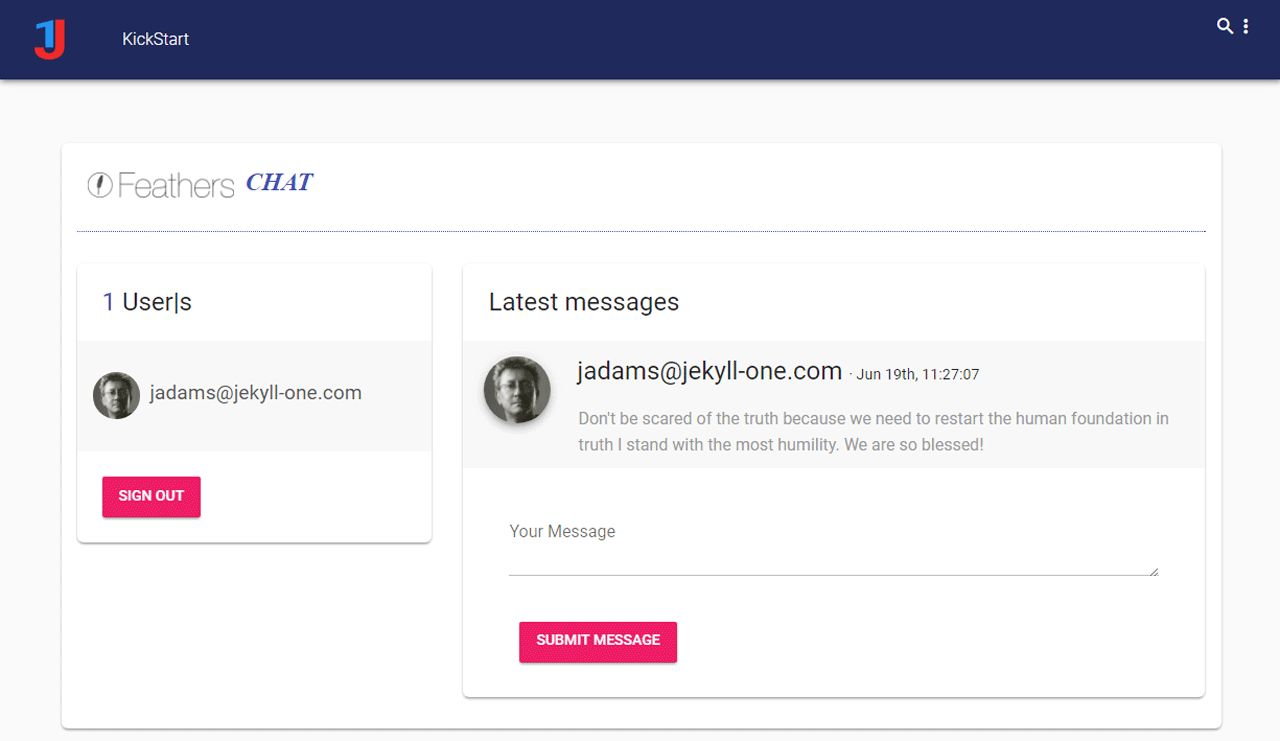 1J
KickStart
Feathers CHAT
1 User|s
jadams@jekyll-one.com
SIGN OUT
Latest messages
jadams@jekyll-one.com · Jun 19th, 11:27:07
Don't be scared of the truth because we need to restart the human foundation in
truth I stand with the most humility. We are so blessed!
Your Message
SUBMIT MESSAGE